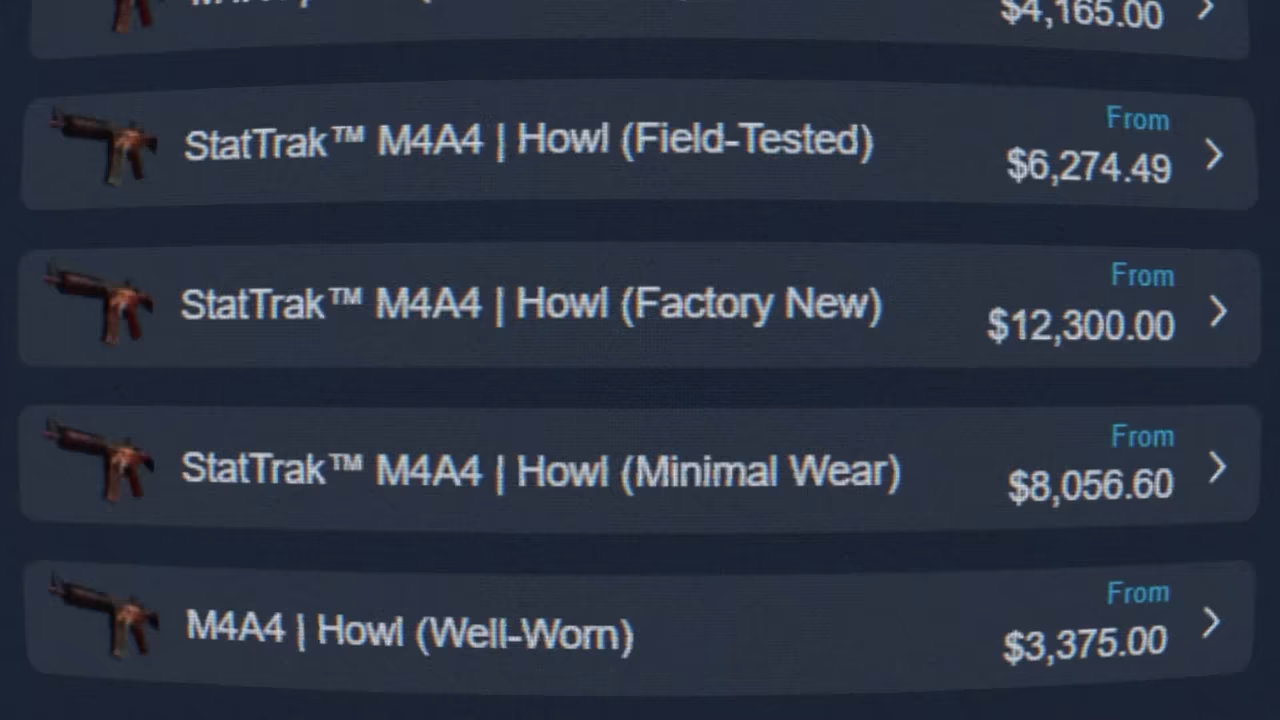 $4,165.00
StatTrak™ M4A4 | Howl (Field-Tested)
From
$6,274.49
StatTrak™ M4A4 | Howl (Factory New)
From
$12,300.00
StatTrak™ M4A4 | Howl (Minimal Wear)
From
$8,056.60
M4A4 | Howl (Well-Worn)
From
$3,375.00